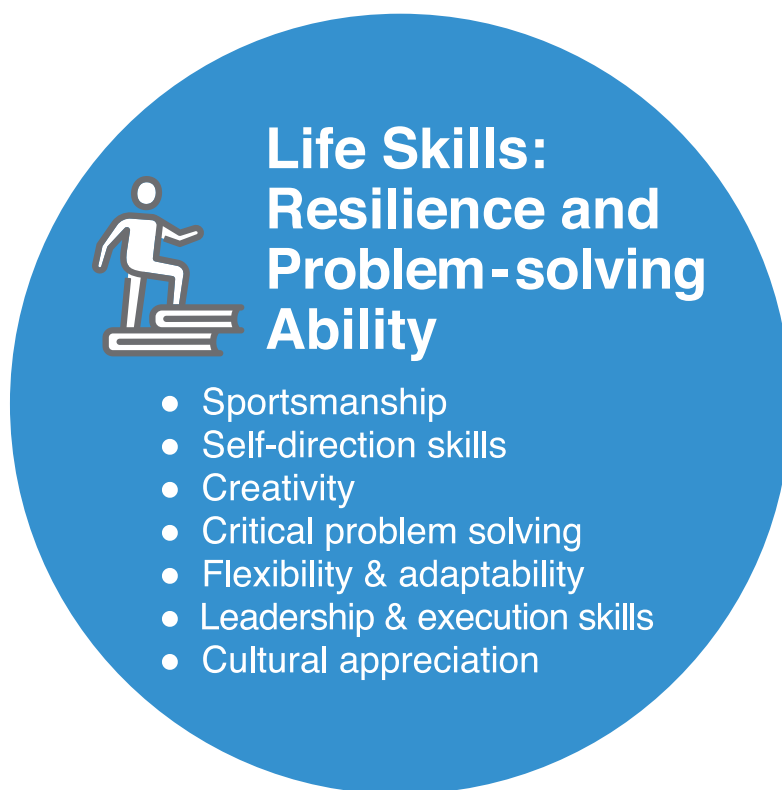 Life Skills:
Resilience and
Problem-solving
Ability
● Sportsmanship
● Self-direction skills
● Creativity
● Critical problem solving
● Flexibility & adaptability
● Leadership & execution skills
● Cultural appreciation